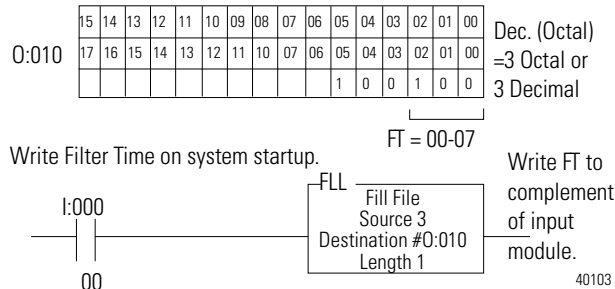 15 14 13 12 11 10 09 08 07 06 05 04 03 02 01 00
Dec. (Octal)
O:010
17 16 15 14 13 12 11 10 07 06 05 04 03 02 01 00
=3 Octal or
1 0 0 1 0 0
3 Decimal
FT = 00-07
Write Filter Time on system startup.
Write FT to
complement
of input
module.
I:000
00
FLL
Fill File
Source 3
Destination #O:010
Length 1
40103